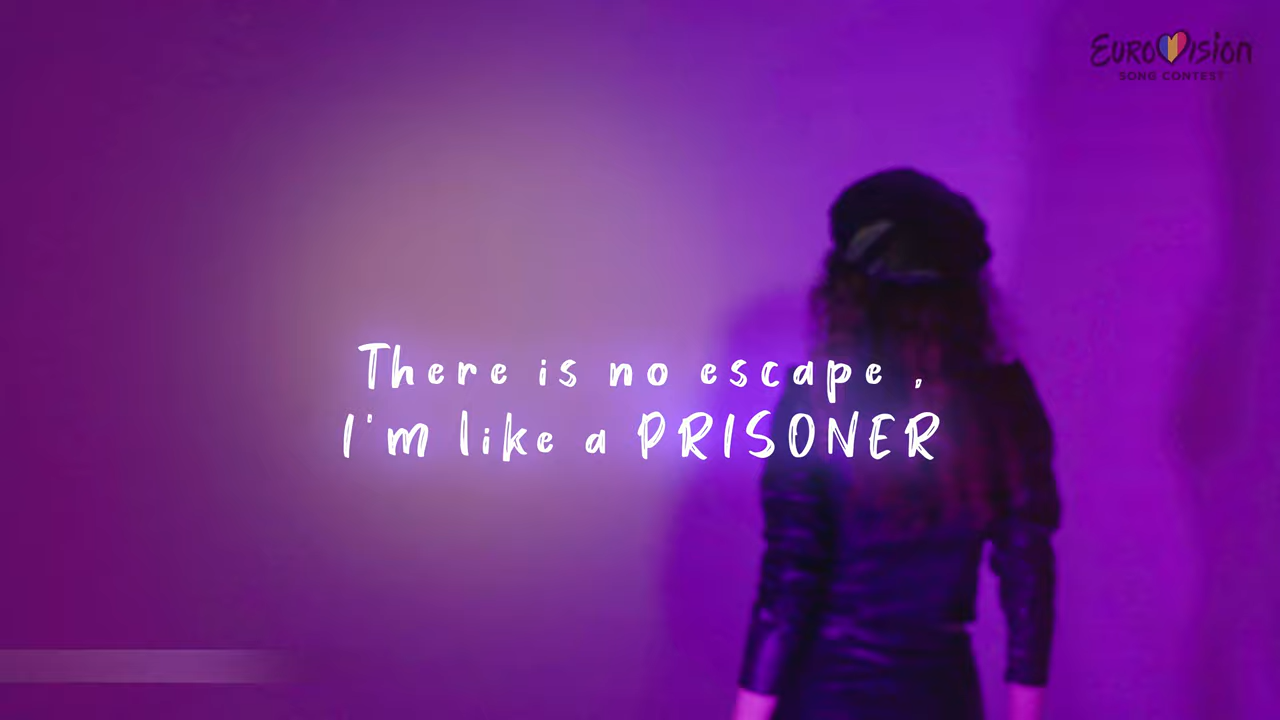 EUROVISION
SONG CONTEST
There is no escape ,
I'm like a PRISONER